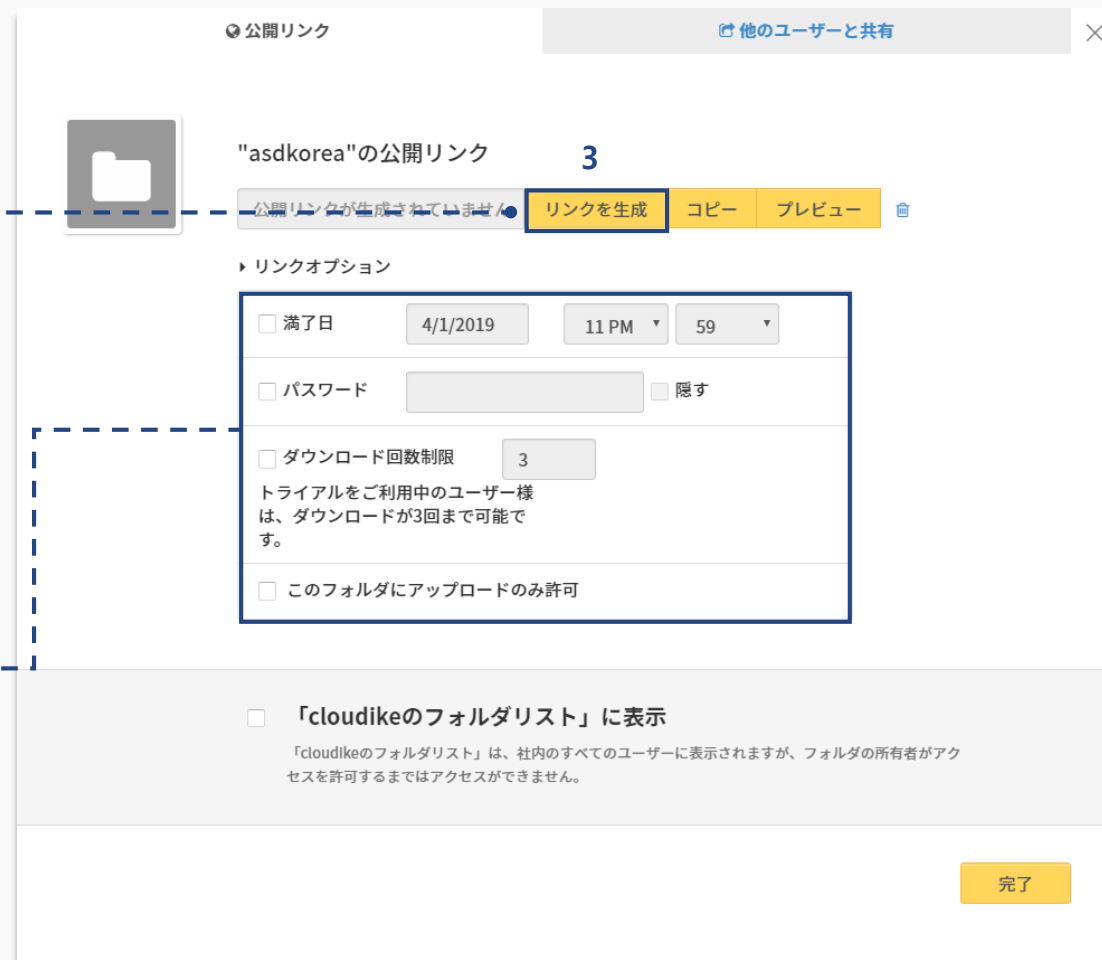 公開リンク
他のユーザーと共有
"asdkorea"の公開リンク
3
公開リンクが生成されていません
リンクを生成
コピー
プレビュー
リンクオプション
満了日
4/1/2019
11 PM
59
パスワード
隠す
ダウンロード回数制限
3
トライアルをご利用中のユーザー様
は、ダウンロードが3回まで可能で
す。
このフォルダにアップロードのみ許可
「cloudikeのフォルダリスト」に表示
「cloudikeのフォルダリスト」は、社内のすべてのユーザーに表示されますが、フォルダの所有者がアク
セスを許可するまではアクセスができません。
完了